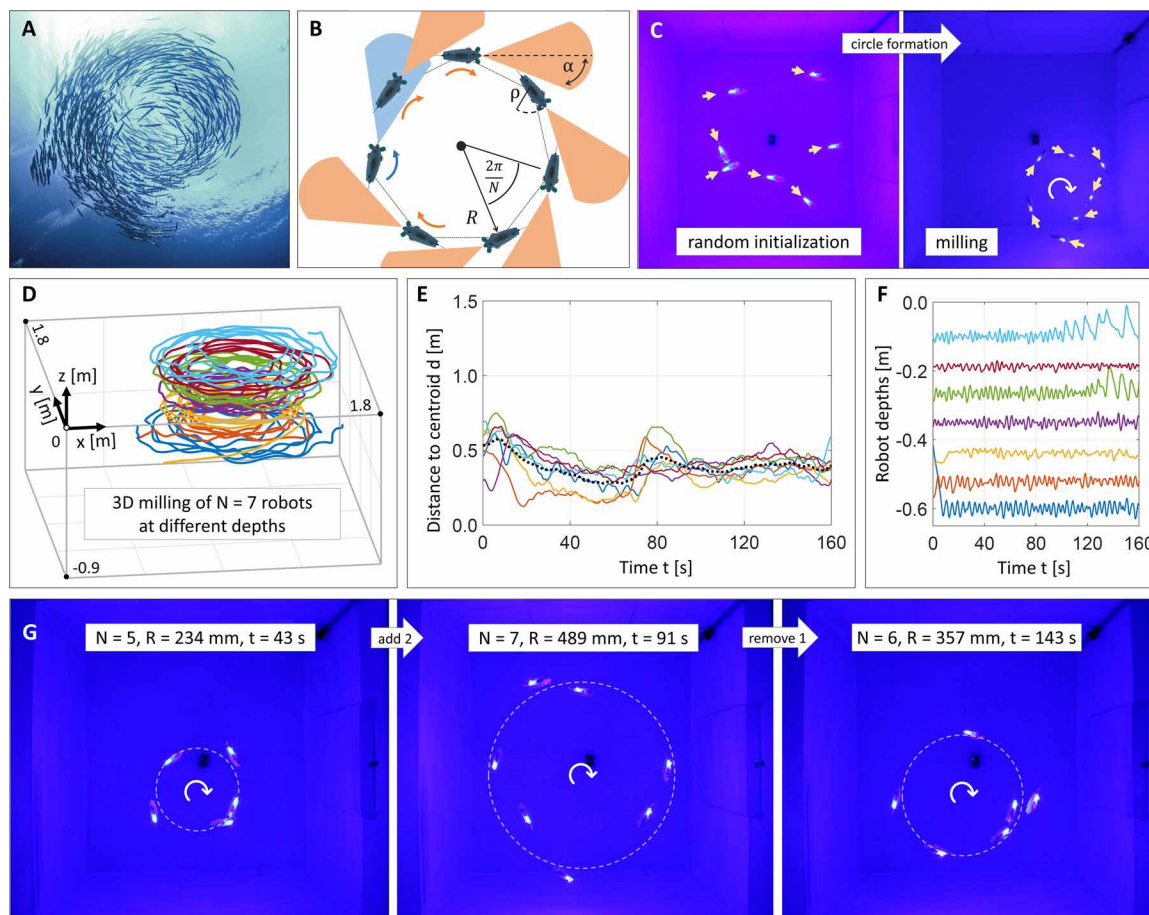 A
B
α
ρ
2π
N
R
C
circle formation
random initialization
milling
D
1.8
z [m]
y [m]
0
x [m]
1.8
3D milling of N = 7 robots
at different depths
-0.9
E
Distance to centroid d [m]
1.5
1.0
0.5
0.0
0 40 80 120 160
Time t [s]
F
Robot depths [m]
0.0
-0.2
-0.4
-0.6
0 40 80 120 160
Time t [s]
G
N = 5, R = 234 mm, t = 43 s
add 2
N = 7, R = 489 mm, t = 91 s
remove 1
N = 6, R = 357 mm, t = 143 s